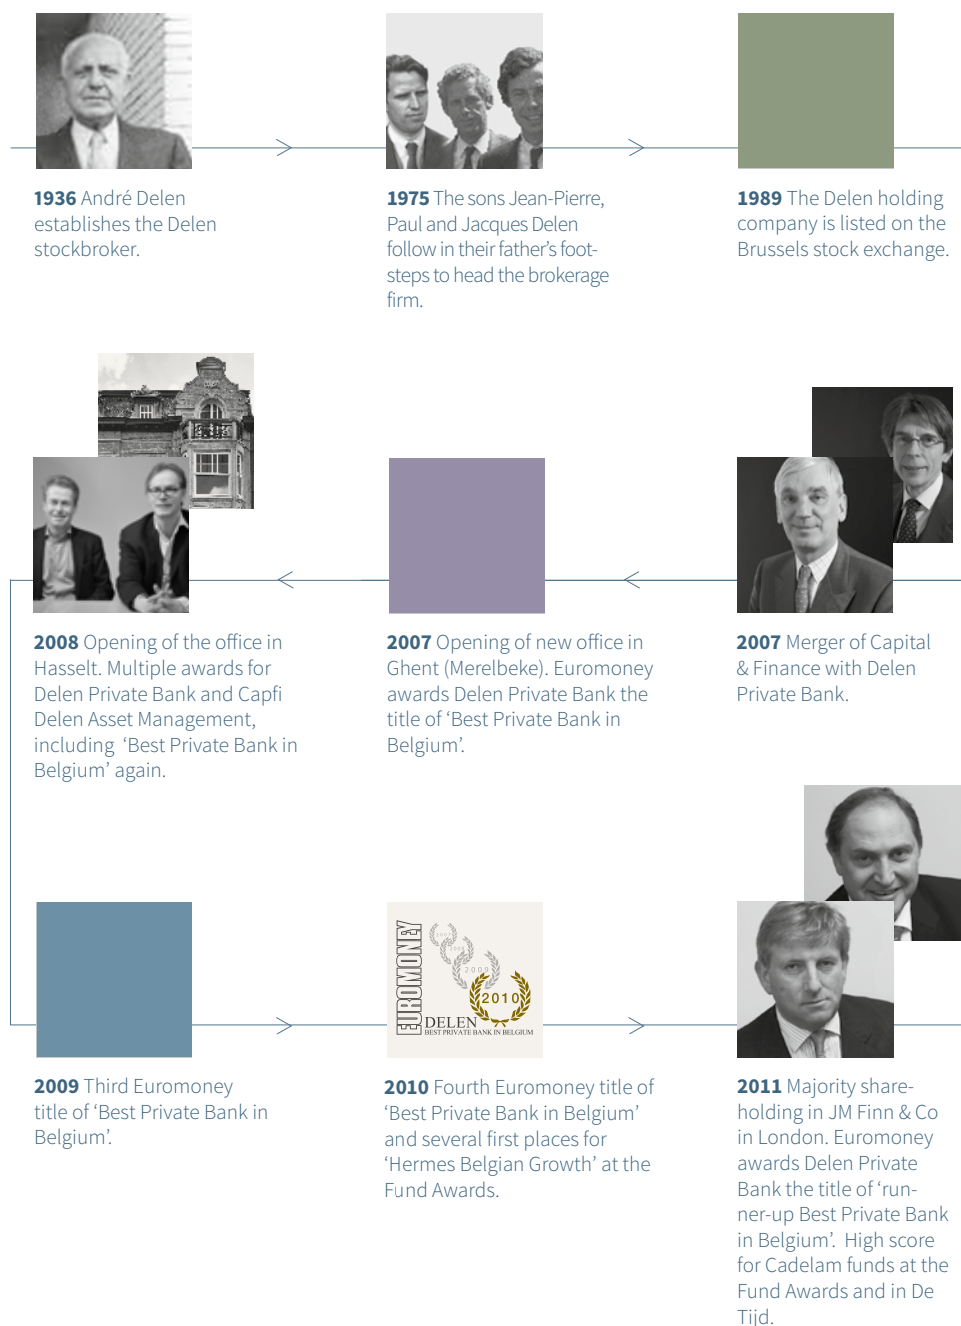 1936 André Delen
establishes the Delen
stockbroker.
1975 The sons Jean-Pierre,
Paul and Jacques Delen
follow in their father’s foot-
steps to head the brokerage
firm.
1989 The Delen holding
company is listed on the
Brussels stock exchange.
2008 Opening of the office in
Hasselt. Multiple awards for
Delen Private Bank and Capfi
Delen Asset Management,
including ‘Best Private Bank in
Belgium’ again.
2007 Opening of new office in
Ghent (Merelbeke). Euromoney
awards Delen Private Bank the
title of ‘Best Private Bank in
Belgium’.
2007 Merger of Capital
& Finance with Delen
Private Bank.
2009 Third Euromoney
title of ‘Best Private Bank in
Belgium’.
EUROMONEY
2007
2008
2009
2010
DELEN
BEST PRIVATE BANK IN BELGIUM
2010 Fourth Euromoney title of
‘Best Private Bank in Belgium’
and several first places for
‘Hermes Belgian Growth’ at the
Fund Awards.
2011 Majority share-
holding in JM Finn & Co
in London. Euromoney
awards Delen Private
Bank the title of ‘run-
ner-up Best Private Bank
in Belgium’. High score
for Cadelam funds at the
Fund Awards and in De
Tijd.